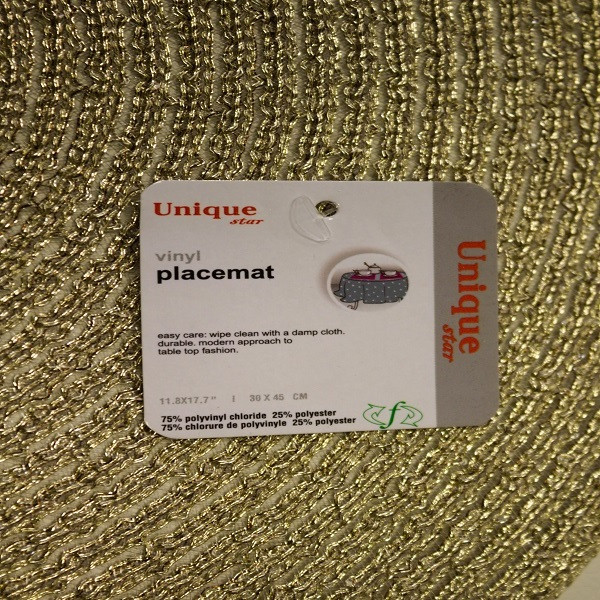 Unique
star
vinyl
placemat
easy care: wipe clean with a damp cloth.
durable. modern approach to
table top fashion.
11.8X17.7" | 30 X 45 CM
75% polyvinyl chloride 25% polyester
75% chlorure de polyvinyle 25% polyester
f
Unique
star